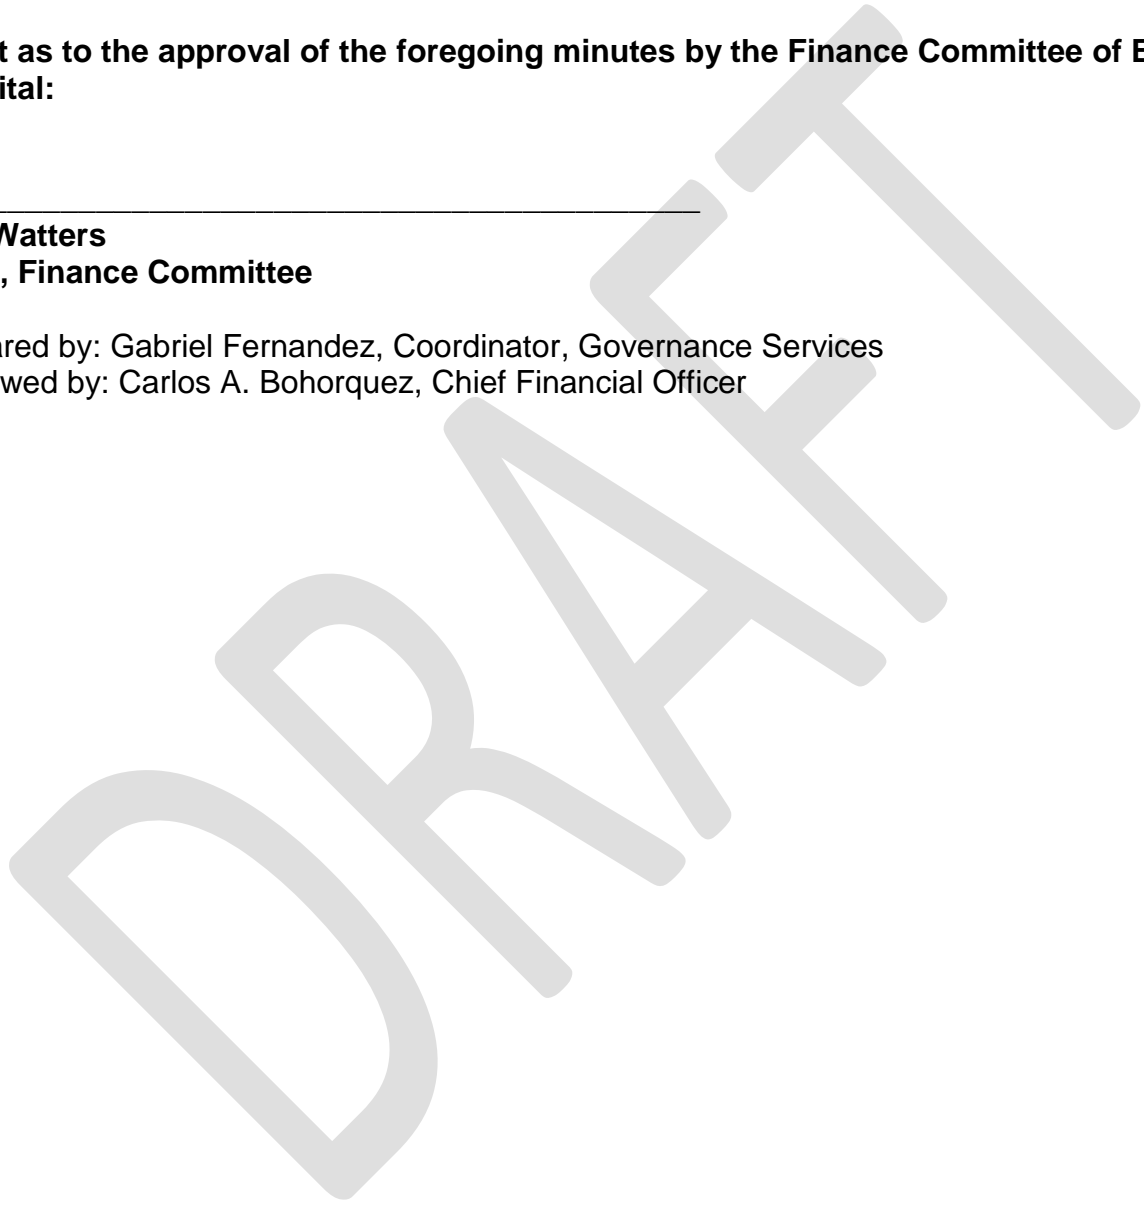 t as to the approval of the foregoing minutes by the Finance Committee of E
ital:
Watters
, Finance Committee
ared by: Gabriel Fernandez, Coordinator, Governance Services
wed by: Carlos A. Bohorquez, Chief Financial Officer
DRAFT